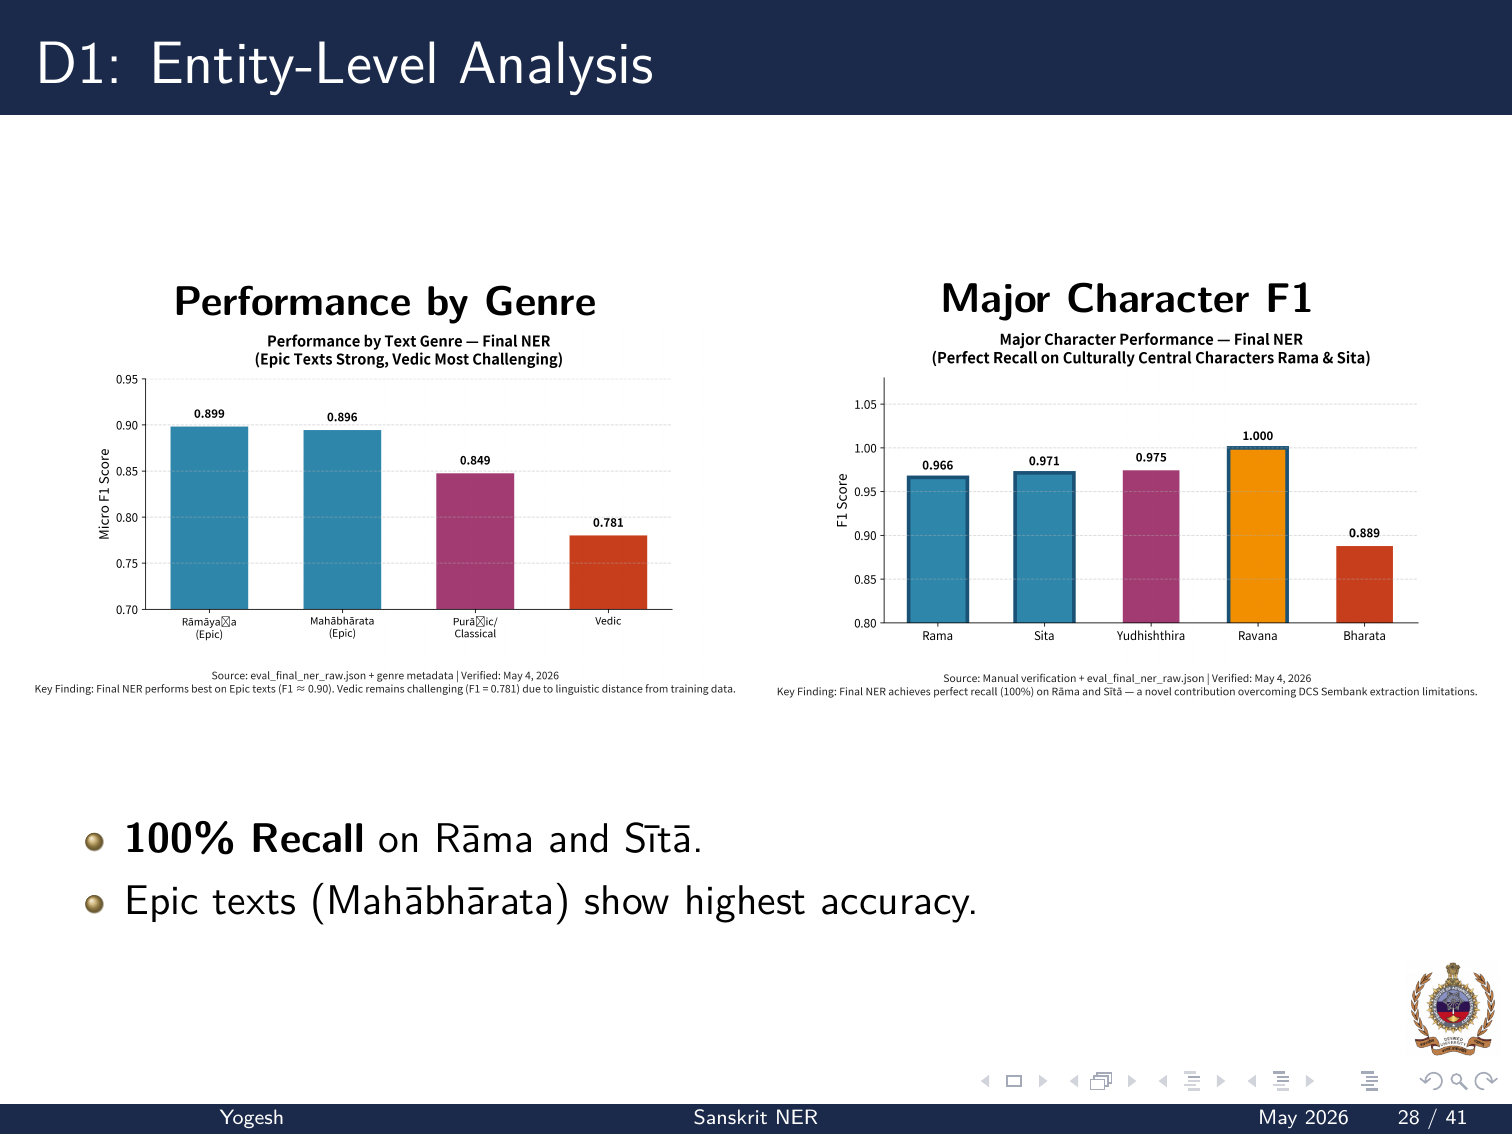 D1: Entity-Level Analysis
Performance by Genre
Performance by Text Genre — Final NER
(Epic Texts Strong, Vedic Most Challenging)
Micro F1 Score
0.95
0.90
0.85
0.80
0.75
0.70
0.899
0.896
0.849
0.781
Rāmāya☒a
(Epic)
Mahābhārata
(Epic)
Purā☒ic/
Classical
Vedic
Source: eval_final_ner_raw.json + genre metadata | Verified: May 4, 2026
Key Finding: Final NER performs best on Epic texts (F1 ≈ 0.90). Vedic remains challenging (F1 = 0.781) due to linguistic distance from training data.
Major Character F1
Major Character Performance — Final NER
(Perfect Recall on Culturally Central Characters Rama & Sita)
F1 Score
1.05
1.00
0.95
0.90
0.85
0.80
0.966
0.971
0.975
1.000
0.889
Rama
Sita
Yudhishthira
Ravana
Bharata
Source: Manual verification + eval_final_ner_raw.json | Verified: May 4, 2026
Key Finding: Final NER achieves perfect recall (100%) on Rāma and Sītā — a novel contribution overcoming DCS Sembank extraction limitations.
100% Recall on Rāma and Sītā.
Epic texts (Mahābhārata) show highest accuracy.
Yogesh
Sanskrit NER
May 2026
28 / 41